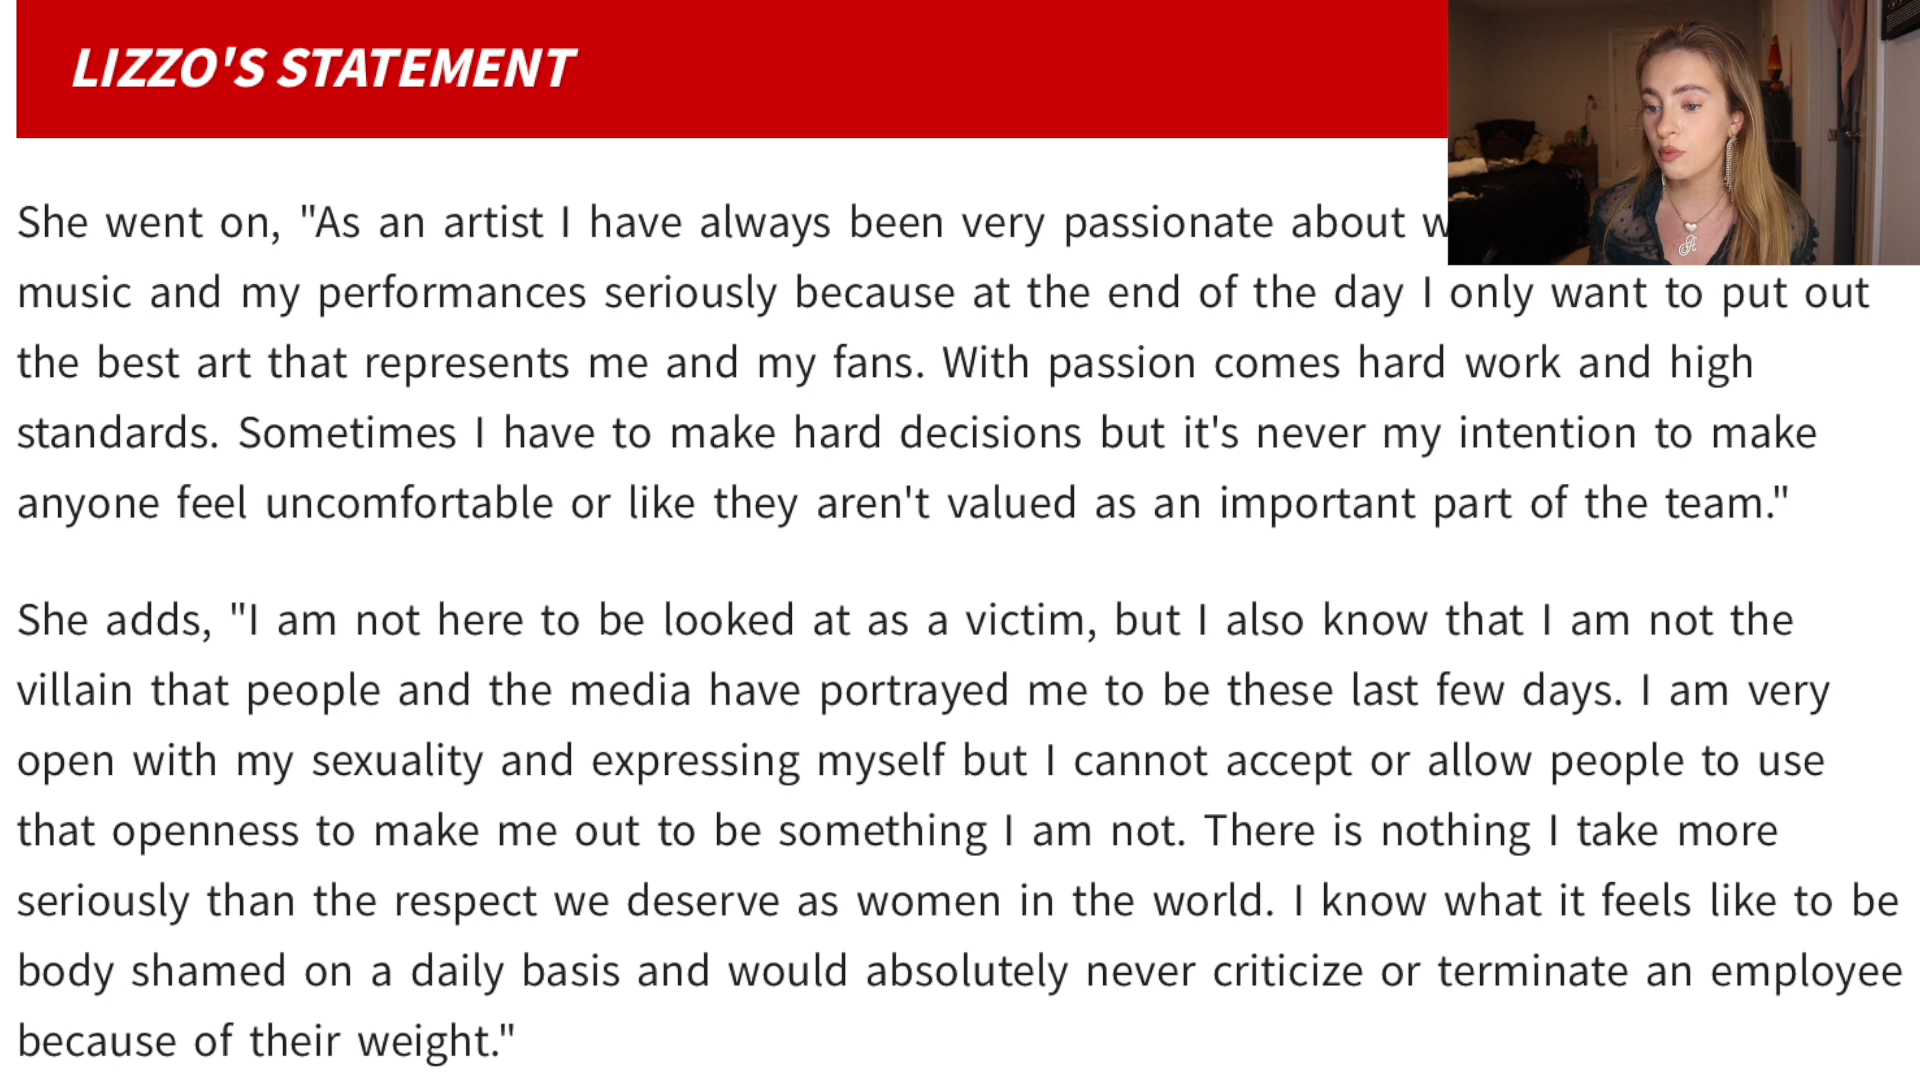 LIZZO'S STATEMENT
She went on, "As an artist I have always been very passionate about
music and my performances seriously because at the end of the day I only want to put out
the best art that represents me and my fans. With passion comes hard work and high
standards. Sometimes I have to make hard decisions but it's never my intention to make
anyone feel uncomfortable or like they aren't valued as an important part of the team."
She adds, "I am not here to be looked at as a victim, but I also know that I am not the
villain that people and the media have portrayed me to be these last few days. I am very
open with my sexuality and expressing myself but I cannot accept or allow people to use
that openness to make me out to be something I am not. There is nothing I take more
seriously than the respect we deserve as women in the world. I know what it feels like to be
body shamed on a daily basis and would absolutely never criticize or terminate an employee
because of their weight."